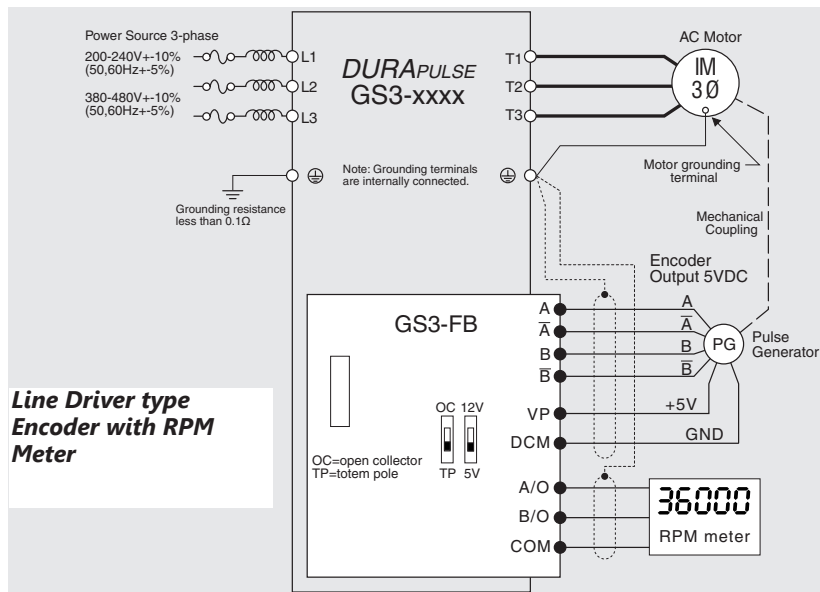 Power Source 3-phase
200-240V+-10%
(50,60Hz+-5%)
380-480V+-10%
(50,60Hz+-5%)
L1
L2
L3
DURAPULSE
GS3-xxxx
T1
T2
T3
AC Motor
IM
3Ø
Note: Grounding terminals
are internally connected.
Grounding resistance
less than 0.1Ω
Motor grounding
terminal
Mechanical
Coupling
Encoder
Output 5VDC
GS3-FB
A
A̅
B
B̅
VP
DCM
A
A̅
B
B̅
+5V
GND
PG
Pulse
Generator
Line Driver type
Encoder with RPM
Meter
OC 12V
TP 5V
OC=open collector
TP=totem pole
A/O
B/O
COM
36000
RPM meter